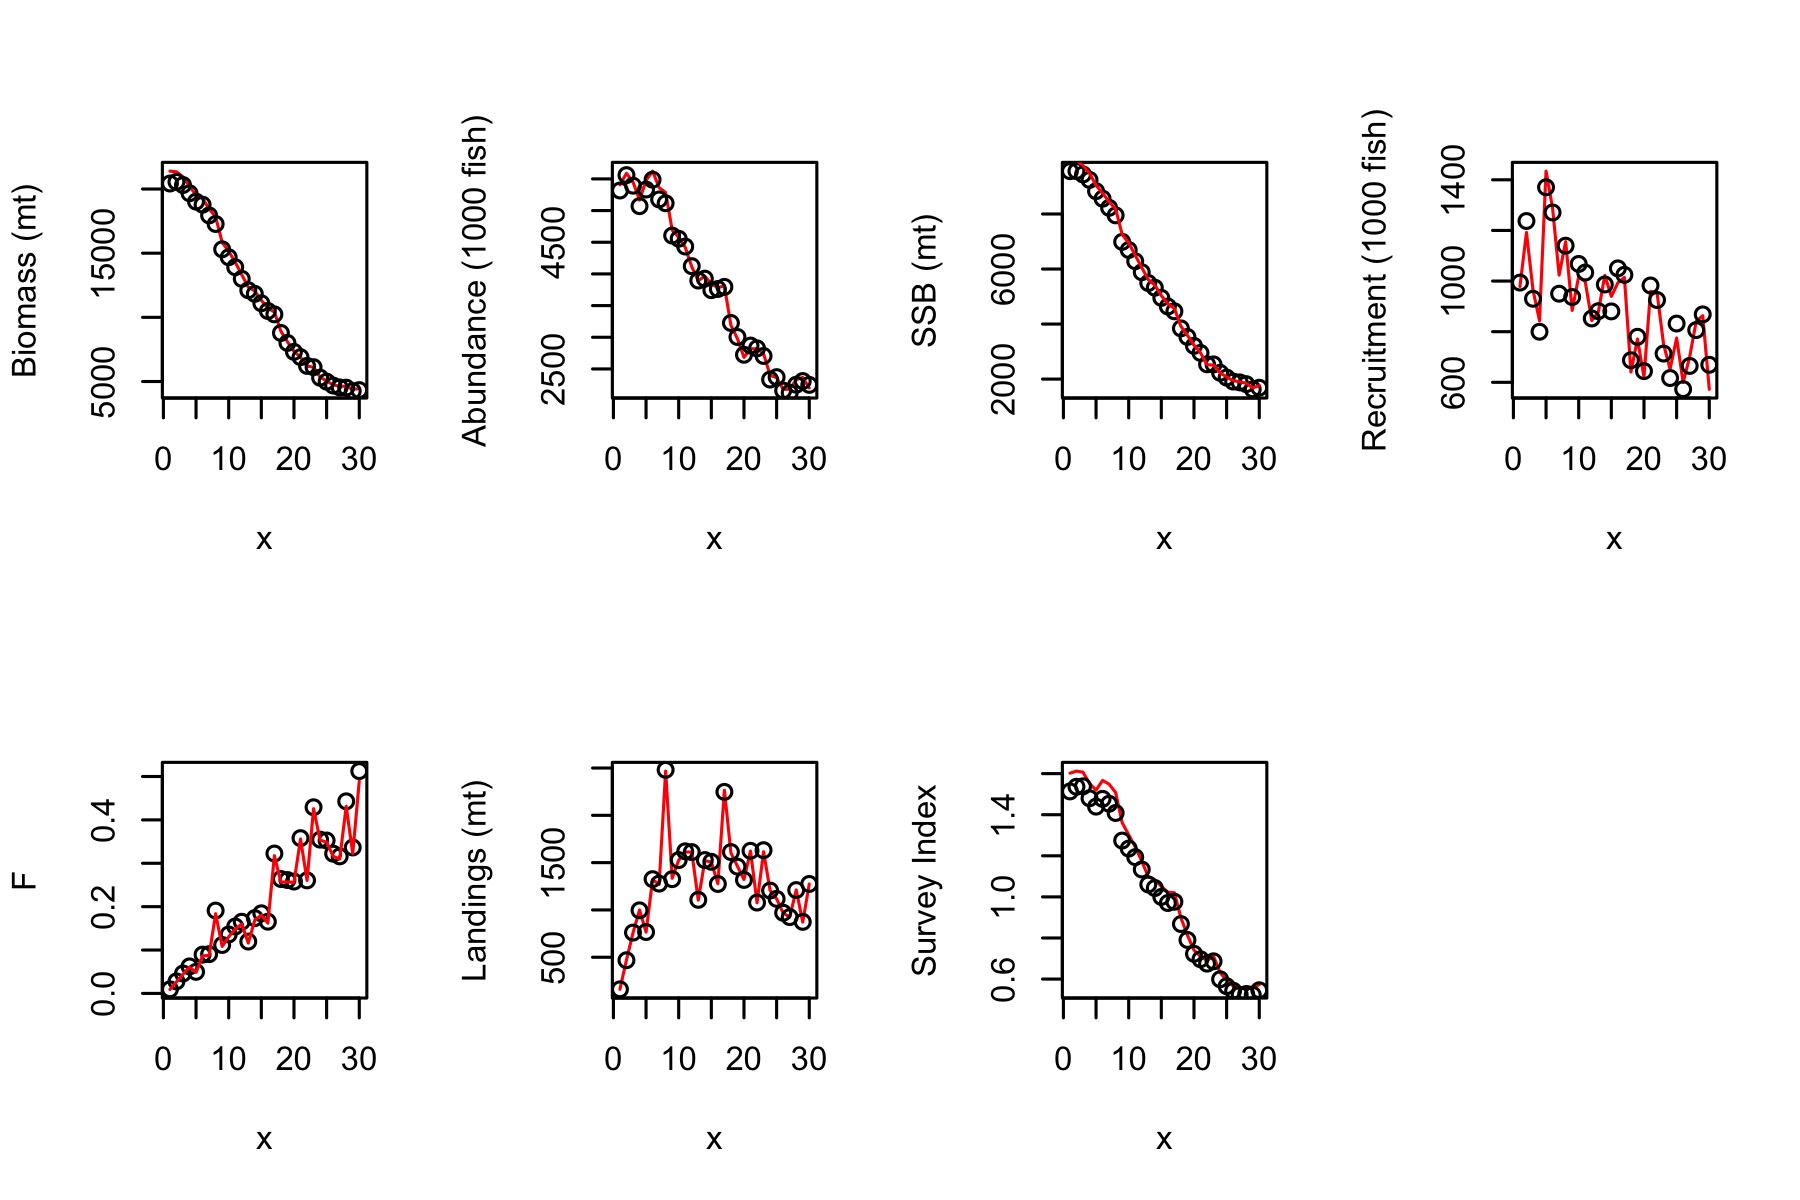 Biomass (mt)
5000 15000
0 10 20 30
x
Abundance (1000 fish)
2500 4500
0 10 20 30
x
SSB (mt)
2000 6000
0 10 20 30
x
Recruitment (1000 fish)
600 1000 1400
0 10 20 30
x
F
0.0 0.2 0.4
0 10 20 30
x
Landings (mt)
500 1500
0 10 20 30
x
Survey Index
0.6 1.0 1.4
0 10 20 30
x